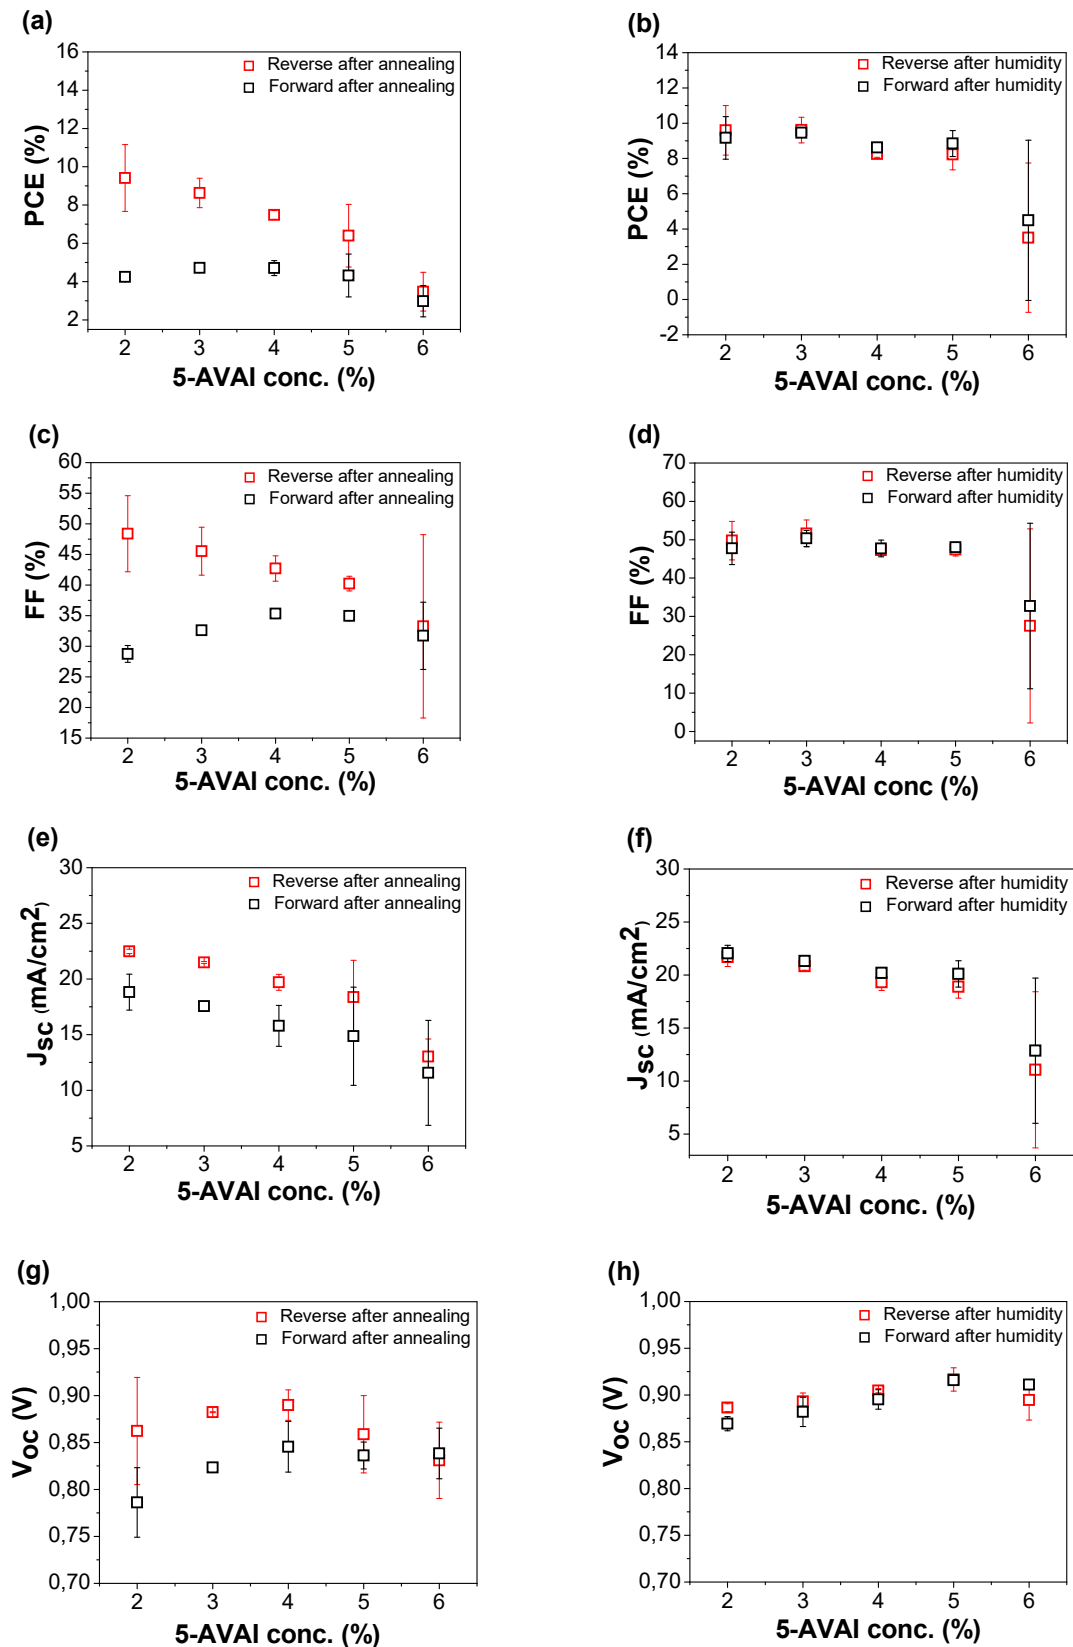 (a)
16
14
12
10
8
6
4
2
PCE (%)
Reverse after annealing
Forward after annealing
2 3 4 5 6
5-AVAI conc. (%)
(b)
14
12
10
8
6
4
2
0
-2
PCE (%)
Reverse after humidity
Forward after humidity
2 3 4 5 6
5-AVAI conc. (%)
(c)
60
55
50
45
40
35
30
25
20
15
FF (%)
Reverse after annealing
Forward after annealing
2 3 4 5 6
5-AVAI conc. (%)
(d)
70
60
50
40
30
20
10
0
FF (%)
Reverse after humidity
Forward after humidity
2 3 4 5 6
5-AVAI conc (%)
(e)
30
25
20
15
10
5
Jsc (mA/cm2)
Reverse after annealing
Forward after annealing
2 3 4 5 6
5-AVAI conc. (%)
(f)
30
25
20
15
10
5
Jsc (mA/cm2)
Reverse after humidity
Forward after humidity
2 3 4 5 6
5-AVAI conc. (%)
(g)
1,00
0,95
0,90
0,85
0,80
0,75
0,70
Voc (V)
Reverse after annealing
Forward after annealing
2 3 4 5 6
5-AVAI conc. (%)
(h)
1,00
0,95
0,90
0,85
0,80
0,75
0,70
Voc (V)
Reverse after humidity
Forward after humidity
2 3 4 5 6
5-AVAI conc. (%)